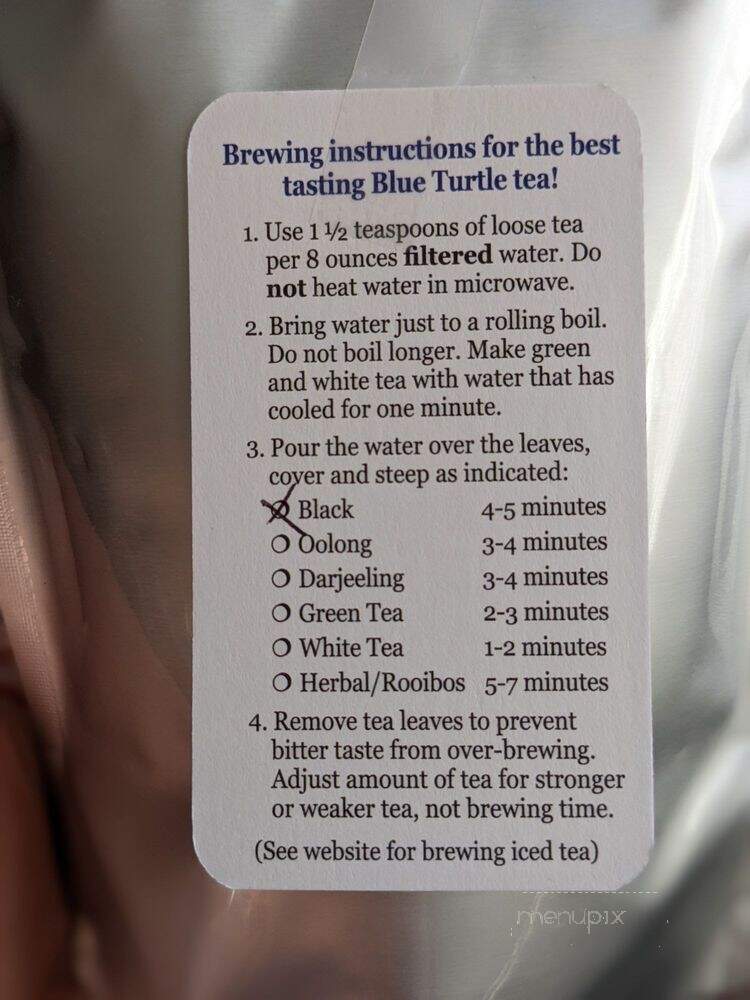 Brewing instructions for the best
tasting Blue Turtle tea!
1. Use 1 ½ teaspoons of loose tea
per 8 ounces filtered water. Do
not heat water in microwave.
2. Bring water just to a rolling boil.
Do not boil longer. Make green
and white tea with water that has
cooled for one minute.
3. Pour the water over the leaves,
cover and steep as indicated:
Black 4-5 minutes
Oolong 3-4 minutes
Darjeeling 3-4 minutes
Green Tea 2-3 minutes
White Tea 1-2 minutes
Herbal/Rooibos 5-7 minutes
4. Remove tea leaves to prevent
bitter taste from over-brewing.
Adjust amount of tea for stronger
or weaker tea, not brewing time.
(See website for brewing iced tea)
menupix